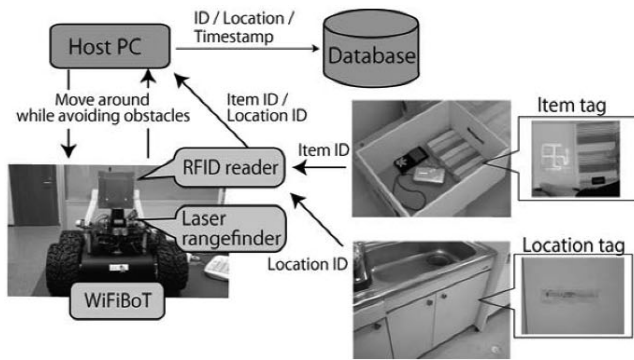 ID / Location /
Timestamp
Host PC
Database
Move around
while avoiding obstacles
Item ID /
Location ID
Item tag
RFID reader
Item ID
Laser
rangefinder
Location ID
Location tag
WiFiBoT